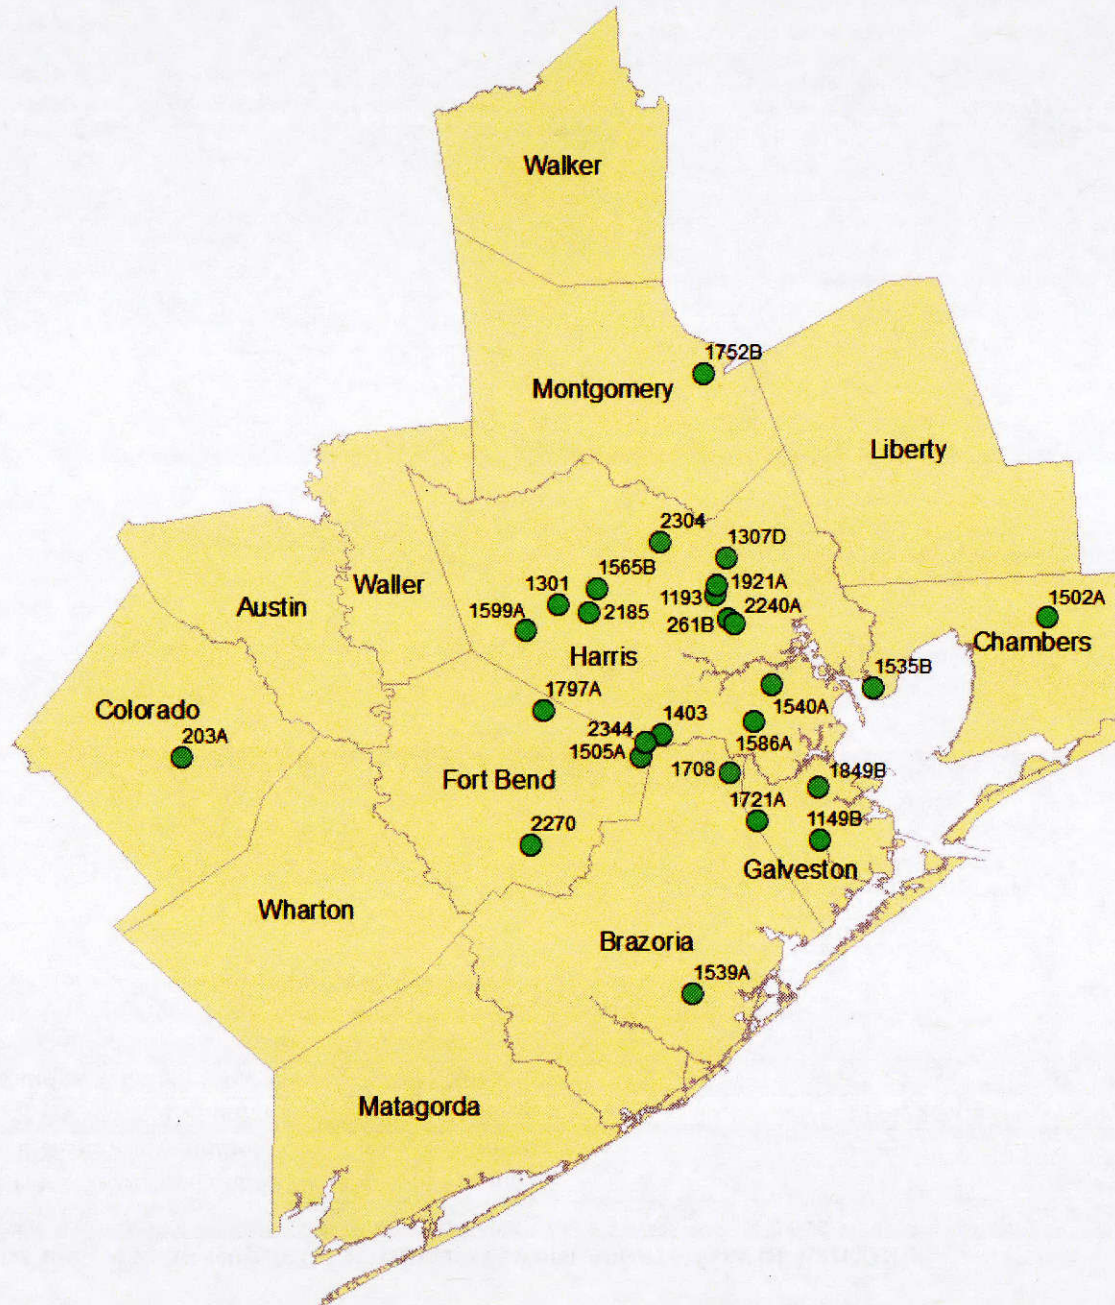 Walker
1752B
Montgomery
Liberty
2304
1307D
1565B
1921A
1301
1193
Waller
1502A
Austin
1599A
2185
2240A
261B
Chambers
Harris
1535B
1797A
Colorado
1540A
1403
203A
2344
1586A
1505A
Fort Bend
1708
1849B
1721A
1149B
2270
Galveston
Wharton
Brazoria
1539A
Matagorda